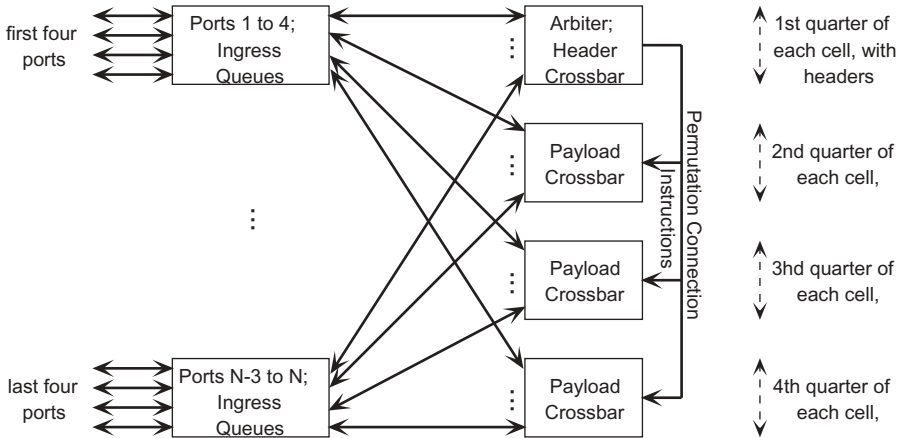 first four
ports
Ports 1 to 4;
Ingress
Queues
Arbiter;
Header
Crossbar
1st quarter of
each cell, with
headers
Payload
Crossbar
2nd quarter of
each cell,
Permutation Connection
Instructions
Payload
Crossbar
3hd quarter of
each cell,
last four
ports
Ports N-3 to N;
Ingress
Queues
Payload
Crossbar
4th quarter of
each cell,